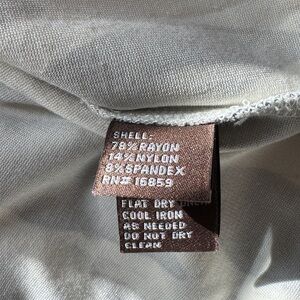 SHELL:
78% RAYON
14% NYLON
8% SPANDEX
RN# 16859
FLAT DRY
COOL IRON
AS NEEDED
DO NOT DRY
CLEAN